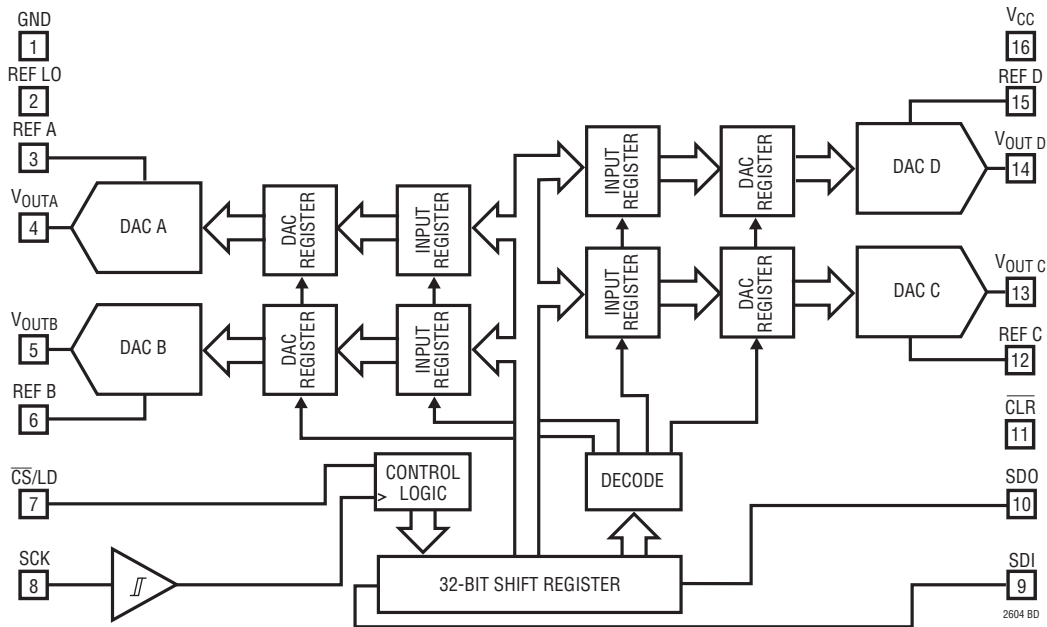 GND
1
REF LO
2
REF A
3
VOUTA
4
VOUTB
5
REF B
6
CS/LD
7
SCK
8
DAC A
DAC
REGISTER
INPUT
REGISTER
DAC B
DAC
REGISTER
INPUT
REGISTER
CONTROL
LOGIC
>
32-BIT SHIFT REGISTER
DECODE
INPUT
REGISTER
DAC
REGISTER
DAC D
INPUT
REGISTER
DAC
REGISTER
DAC C
VCC
16
REF D
15
VOUT D
14
VOUT C
13
REF C
12
CLR
11
SDO
10
SDI
9
2604 BD